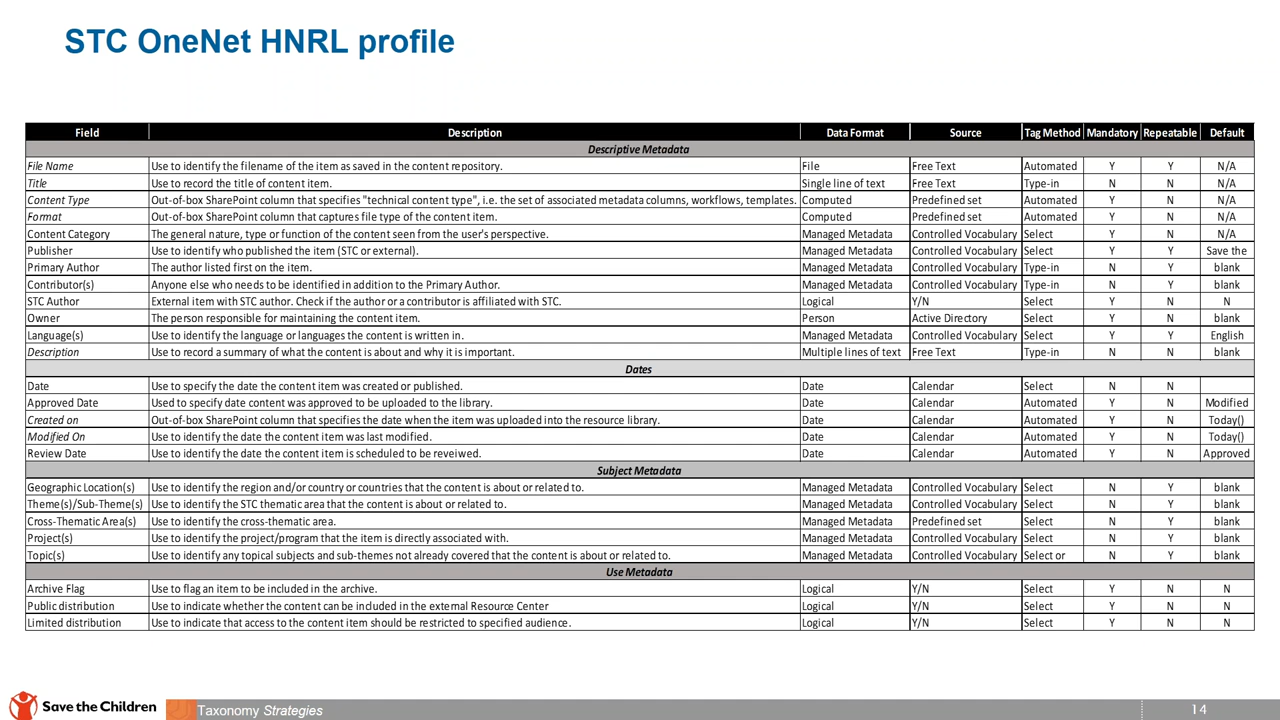 STC OneNet HNRL profile
Field Description Data Format Source Tag Method Mandatory Repeatable Default
Descriptive Metadata
File Name Use to identify the filename of the item as saved in the content repository. File Free Text Automated Y Y N/A
Title Use to record the title of content item. Single line of text Free Text Type-in N N N/A
Content Type Out-of-box SharePoint column that specifies "technical content type", i.e. the set of associated metadata columns, workflows, templates. Computed Predefined set Automated Y N N/A
Format Out-of-box SharePoint column that captures file type of the content item. Computed Predefined set Automated Y N N/A
Content Category The general nature, type or function of the content seen from the user's perspective. Managed Metadata Controlled Vocabulary Select Y N N/A
Publisher Use to identify who published the item (STC or external). Managed Metadata Controlled Vocabulary Select Y Y Save the
Primary Author The author listed first on the item. Managed Metadata Controlled Vocabulary Type-in N Y blank
Contributor(s) Anyone else who needs to be identified in addition to the Primary Author. Managed Metadata Controlled Vocabulary Type-in N Y blank
STC Author External item with STC author. Check if the author or a contributor is affiliated with STC. Logical Y/N Select Y N N
Owner The person responsible for maintaining the content item. Person Active Directory Select Y N blank
Language(s) Use to identify the language or languages the content is written in. Managed Metadata Controlled Vocabulary Select Y Y English
Description Use to record a summary of what the content is about and why it is important. Multiple lines of text Free Text Type-in N N blank
Dates
Date Use to specify the date the content item was created or published. Date Calendar Select N N
Approved Date Used to specify date content was approved to be uploaded to the library. Date Calendar Automated Y N Modified
Created on Out-of-box SharePoint column that specifies the date when the item was uploaded into the resource library. Date Calendar Automated Y N Today()
Modified On Use to identify the date the content item was last modified. Date Calendar Automated Y N Today()
Review Date Use to identify the date the content item is scheduled to be reveiwed. Date Calendar Automated Y N Approved
Subject Metadata
Geographic Location(s) Use to identify the region and/or country or countries that the content is about or related to. Managed Metadata Controlled Vocabulary Select N Y blank
Theme(s)/Sub-Theme(s) Use to identify the STC thematic area that the content is about or related to. Managed Metadata Controlled Vocabulary Select N Y blank
Cross-Thematic Area(s) Use to identify the cross-thematic area. Managed Metadata Predefined set Select N Y blank
Project(s) Use to identify the project/program that the item is directly associated with. Managed Metadata Controlled Vocabulary Select N Y blank
Topic(s) Use to identify any topical subjects and sub-themes not already covered that the content is about or related to. Managed Metadata Controlled Vocabulary Select or N Y blank
Use Metadata
Archive Flag Use to flag an item to be included in the archive. Logical Y/N Select Y N N
Public distribution Use to indicate whether the content can be included in the external Resource Center Logical Y/N Select Y N N
Limited distribution Use to indicate that access to the content item should be restricted to specified audience. Logical Y/N Select Y N N
Save the Children Taxonomy Strategies 14